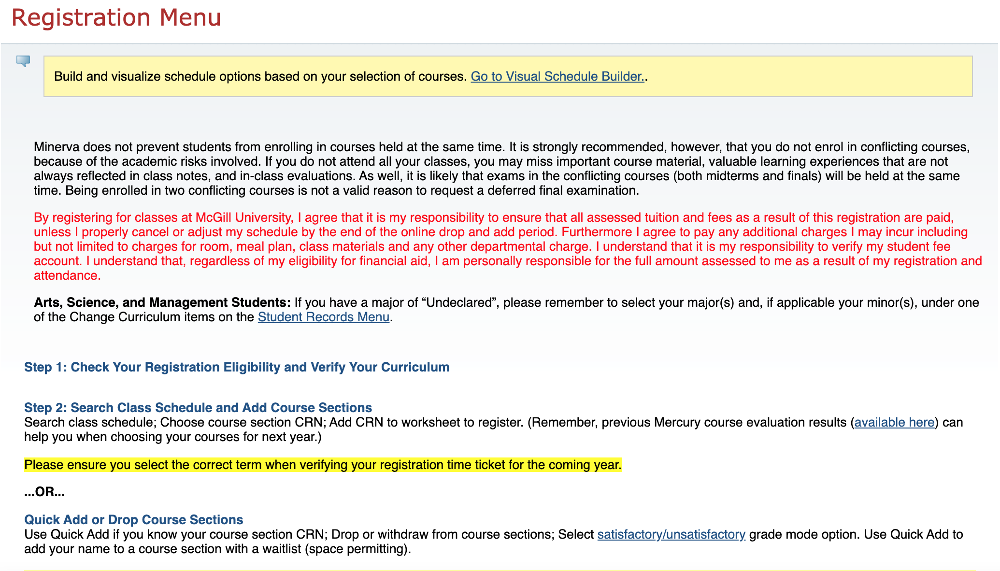 Registration Menu
Build and visualize schedule options based on your selection of courses. Go to Visual Schedule Builder..
Minerva does not prevent students from enrolling in courses held at the same time. It is strongly recommended, however, that you do not enrol in conflicting courses,
because of the academic risks involved. If you do not attend all your classes, you may miss important course material, valuable learning experiences that are not
always reflected in class notes, and in-class evaluations. As well, it is likely that exams in the conflicting courses (both midterms and finals) will be held at the same
time. Being enrolled in two conflicting courses is not a valid reason to request a deferred final examination.
By registering for classes at McGill University, I agree that it is my responsibility to ensure that all assessed tuition and fees as a result of this registration are paid,
unless I properly cancel or adjust my schedule by the end of the online drop and add period. Furthermore I agree to pay any additional charges I may incur including
but not limited to charges for room, meal plan, class materials and any other departmental charge. I understand that it is my responsibility to verify my student fee
account. I understand that, regardless of my eligibility for financial aid, I am personally responsible for the full amount assessed to me as a result of my registration and
attendance.
Arts, Science, and Management Students: If you have a major of “Undeclared”, please remember to select your major(s) and, if applicable your minor(s), under one
of the Change Curriculum items on the Student Records Menu.
Step 1: Check Your Registration Eligibility and Verify Your Curriculum
Step 2: Search Class Schedule and Add Course Sections
Search class schedule; Choose course section CRN; Add CRN to worksheet to register. (Remember, previous Mercury course evaluation results (available here) can
help you when choosing your courses for next year.)
Please ensure you select the correct term when verifying your registration time ticket for the coming year.
...OR...
Quick Add or Drop Course Sections
Use Quick Add if you know your course section CRN; Drop or withdraw from course sections; Select satisfactory/unsatisfactory grade mode option. Use Quick Add to
add your name to a course section with a waitlist (space permitting).